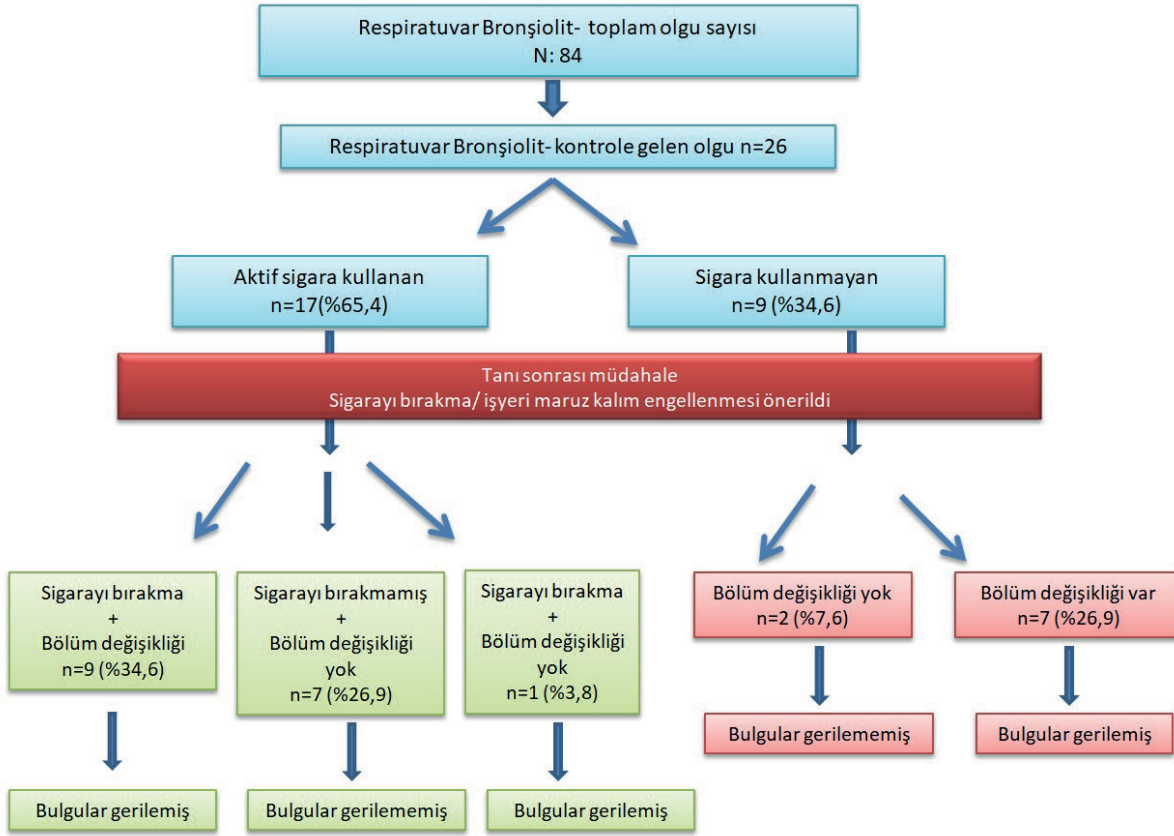 Respiratuvar Bronşiolit- toplam olgu sayısı
N: 84
Respiratuvar Bronşiolit- kontrole gelen olgu n=26
Aktif sigara kullanan
n=17(%65,4)
Sigara kullanmayan
n=9 (%34,6)
Tanı sonrası müdahale
Sigarayı bırakma/ işyeri maruz kalım engellenmesi önerildi
Sigarayı bırakma
+
Bölüm değişikliği
n=9 (%34,6)
Sigarayı bırakmamış
+
Bölüm değişikliği
yok
n=7 (%26,9)
Sigarayı bırakma
+
Bölüm değişikliği
yok
n=1 (%3,8)
Bölüm değişikliği yok
n=2 (%7,6)
Bölüm değişikliği var
n=7 (%26,9)
Bulgular gerilememiş
Bulgular gerilemiş
Bulgular gerilemiş
Bulgular gerilememiş
Bulgular gerilemiş